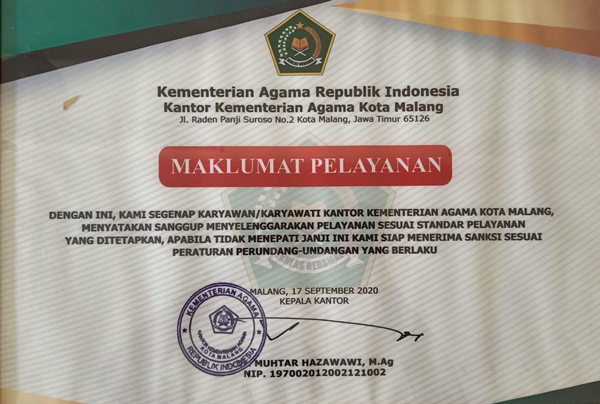 Kementerian Agama Republik Indonesia
Kantor Kementerian Agama Kota Malang
Jl. Raden Panji Suroso No.2 Kota Malang, Jawa Timur 65126
MAKLUMAT PELAYANAN
DENGAN INI, KAMI SEGENAP KARYAWAN/KARYAWATI KANTOR KEMENTERIAN AGAMA KOTA MALANG,
MENYATAKAN SANGGUP MENYELENGGARAKAN PELAYANAN SESUAI STANDAR PELAYANAN
YANG DITETAPKAN, APABILA TIDAK MENEPATI JANJI INI KAMI SIAP MENERIMA SANKSI SESUAI
PERATURAN PERUNDANG-UNDANGAN YANG BERLAKU
MALANG, 17 SEPTEMBER 2020
KEPALA KANTOR
KEMENTERIAN AGAMA
KANTOR KEMENTERIAN AGAMA
KOTA MALANG
REPUBLIK INDONESIA
MUHTAR HAZAWAWI, M.Ag
NIP. 197002012002121002